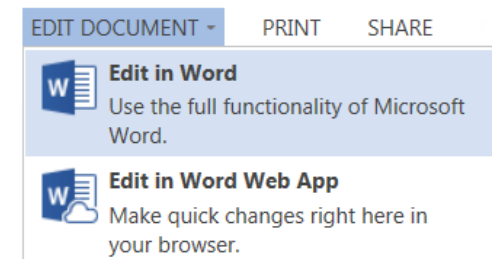 EDIT DOCUMENT PRINT SHARE
W Edit in Word
Use the full functionality of Microsoft
Word.
W Edit in Word Web App
Make quick changes right here in
your browser.